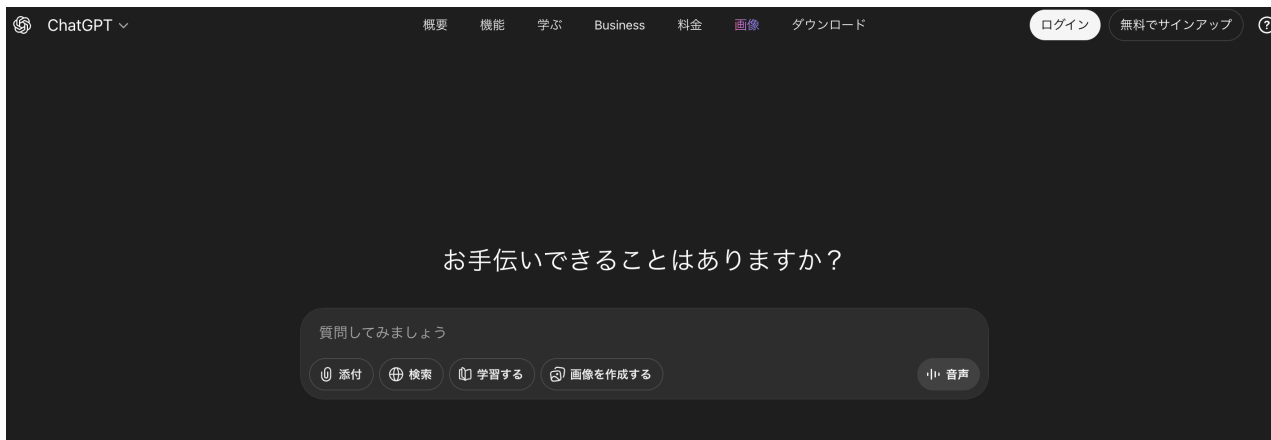 ChatGPT 概要 機能 学ぶ Business 料金 画像 ダウンロード ログイン 無料でサインアップ ?
お手伝いできることはありますか？
質問してみましょう
添付 検索 学習する 画像を作成する 音声